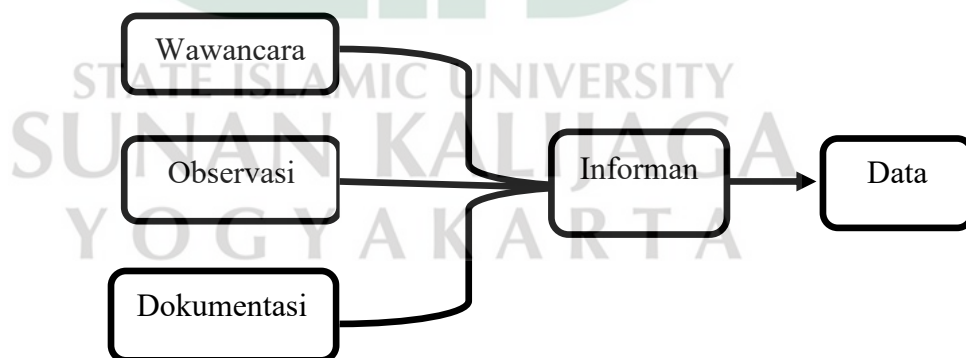 Wawancara
STATE ISLAMIC UNIVERSITY
SUNAN KALIJAGA
Observasi
Informan
Data
YOGYAKARTA
Dokumentasi